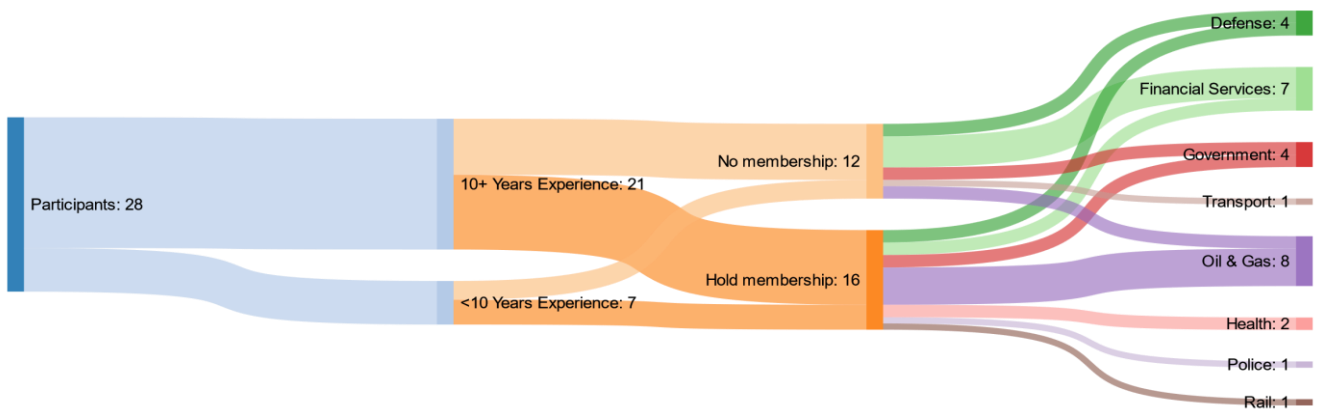 Participants: 28
10+ Years Experience: 21
<10 Years Experience: 7
No membership: 12
Hold membership: 16
Defense: 4
Financial Services: 7
Government: 4
Transport: 1
Oil & Gas: 8
Health: 2
Police: 1
Rail: 1